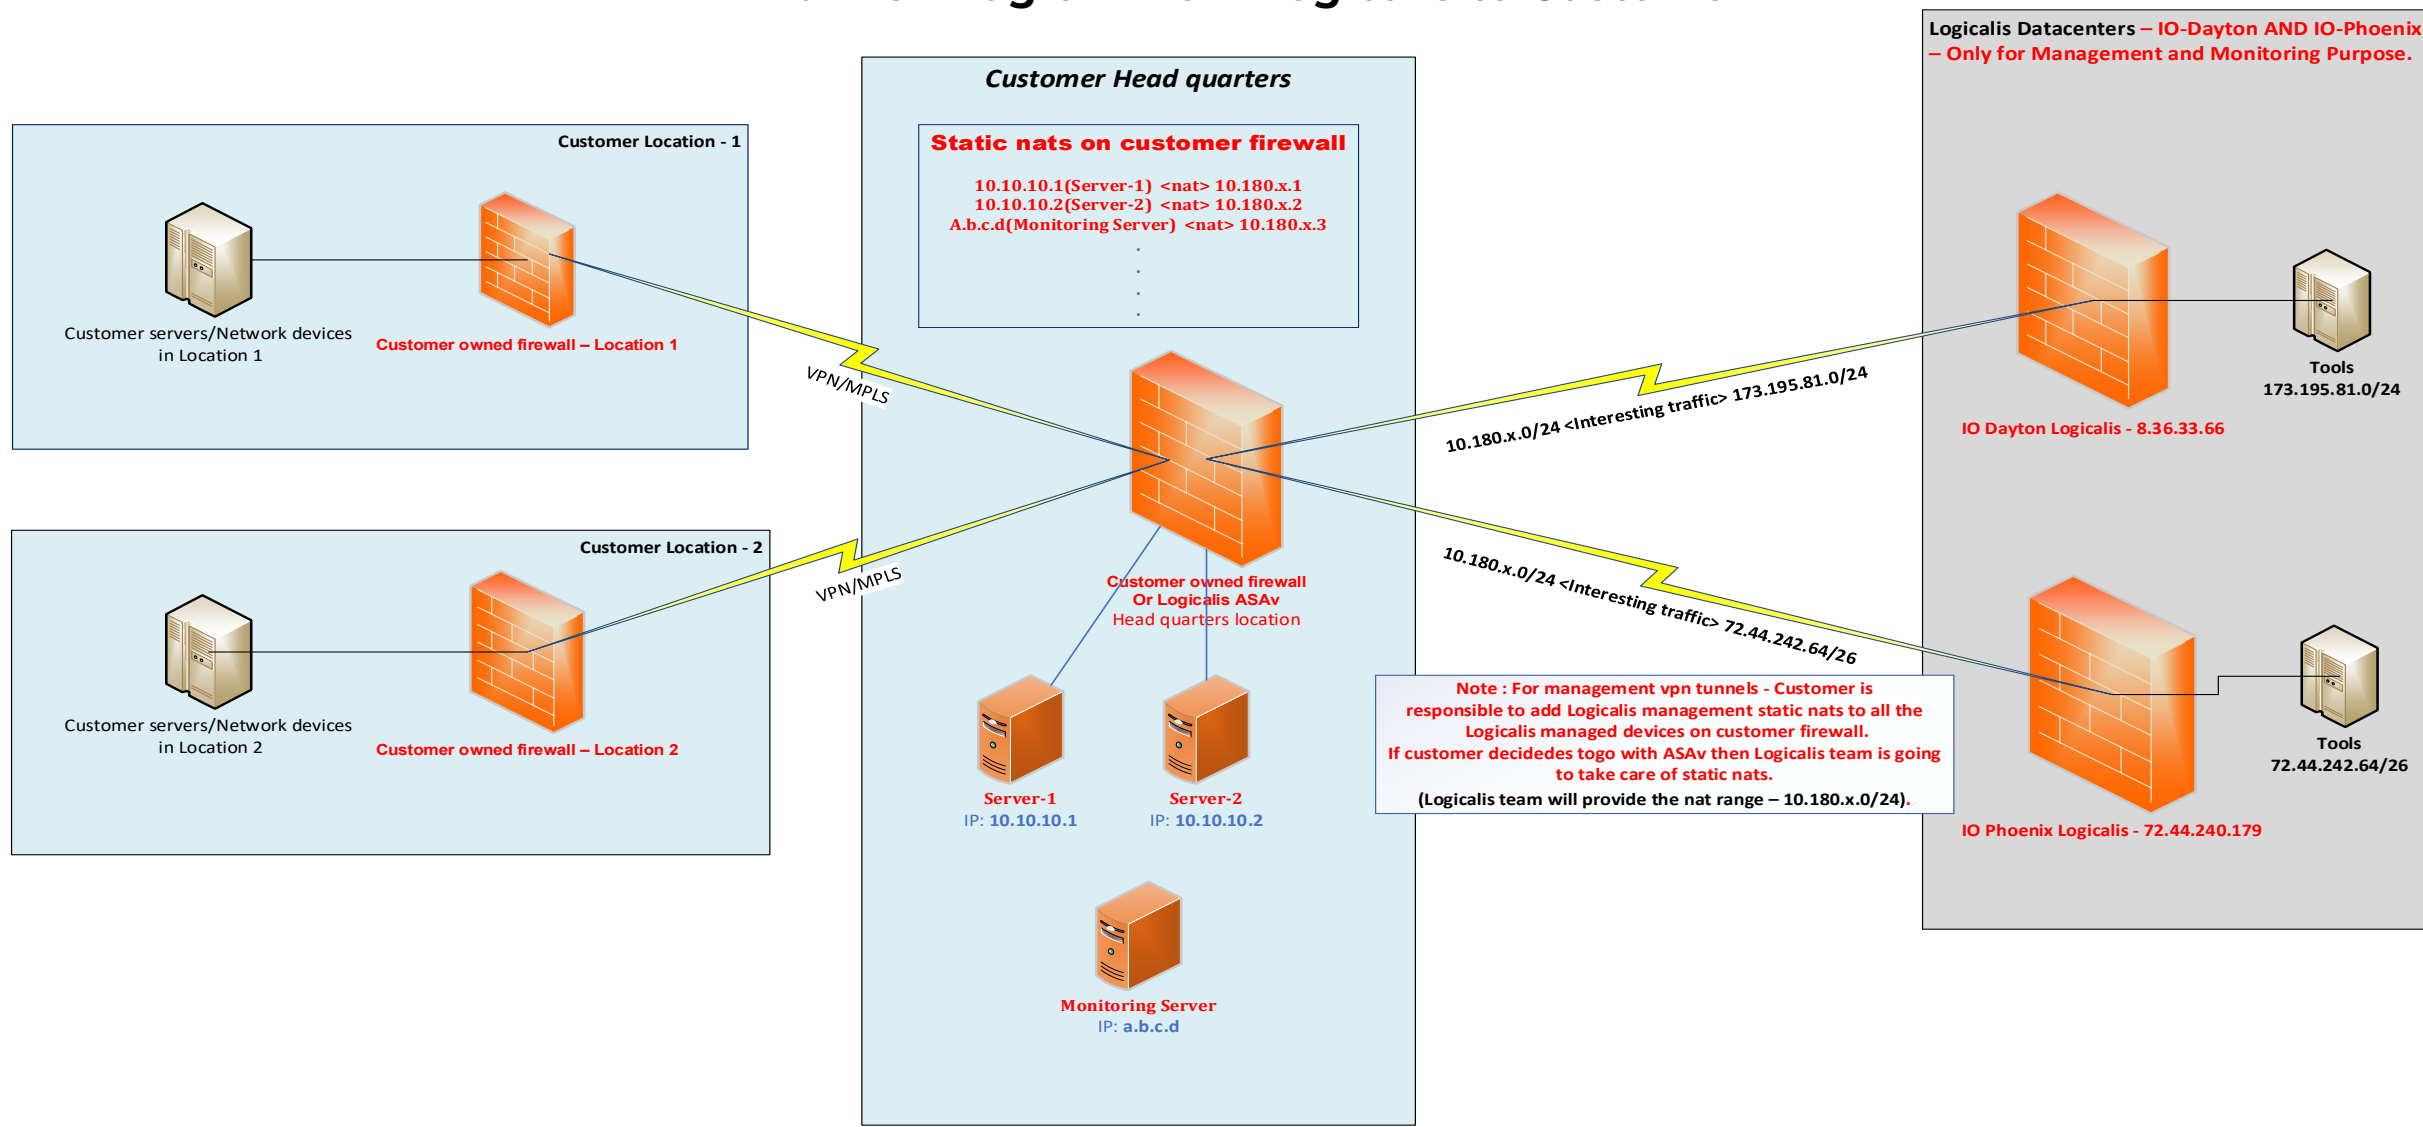 Logicalis Datacenters – IO-Dayton AND IO-Phoenix
– Only for Management and Monitoring Purpose.
Customer Head quarters
Static nats on customer firewall
10.10.10.1(Server-1) <nat> 10.180.x.1
10.10.10.2(Server-2) <nat> 10.180.x.2
A.b.c.d(Monitoring Server) <nat> 10.180.x.3
.
.
.
.
Customer Location - 1
Customer servers/Network devices
in Location 1
Customer owned firewall – Location 1
VPN/MPLS
Customer Location - 2
Customer servers/Network devices
in Location 2
Customer owned firewall – Location 2
VPN/MPLS
Customer owned firewall
Or Logicalis ASAv
Head quarters location
Server-1
IP: 10.10.10.1
Server-2
IP: 10.10.10.2
Monitoring Server
IP: a.b.c.d
10.180.x.0/24 <Interesting traffic> 173.195.81.0/24
10.180.x.0/24 <Interesting traffic> 72.44.242.64/26
Note : For management vpn tunnels - Customer is
responsible to add Logicalis management static nats to all the
Logicalis managed devices on customer firewall.
If customer decidedes togo with ASAv then Logicalis team is going
to take care of static nats.
(Logicalis team will provide the nat range – 10.180.x.0/24).
Tools
173.195.81.0/24
IO Dayton Logicalis - 8.36.33.66
Tools
72.44.242.64/26
IO Phoenix Logicalis - 72.44.240.179